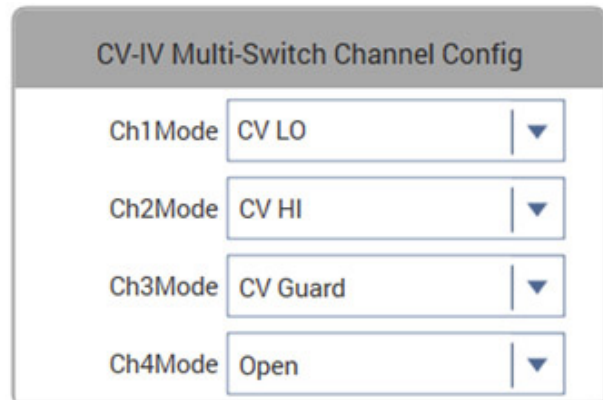 CV-IV Multi-Switch Channel Config
Ch1Mode CV LO
Ch2Mode CV HI
Ch3Mode CV Guard
Ch4Mode Open